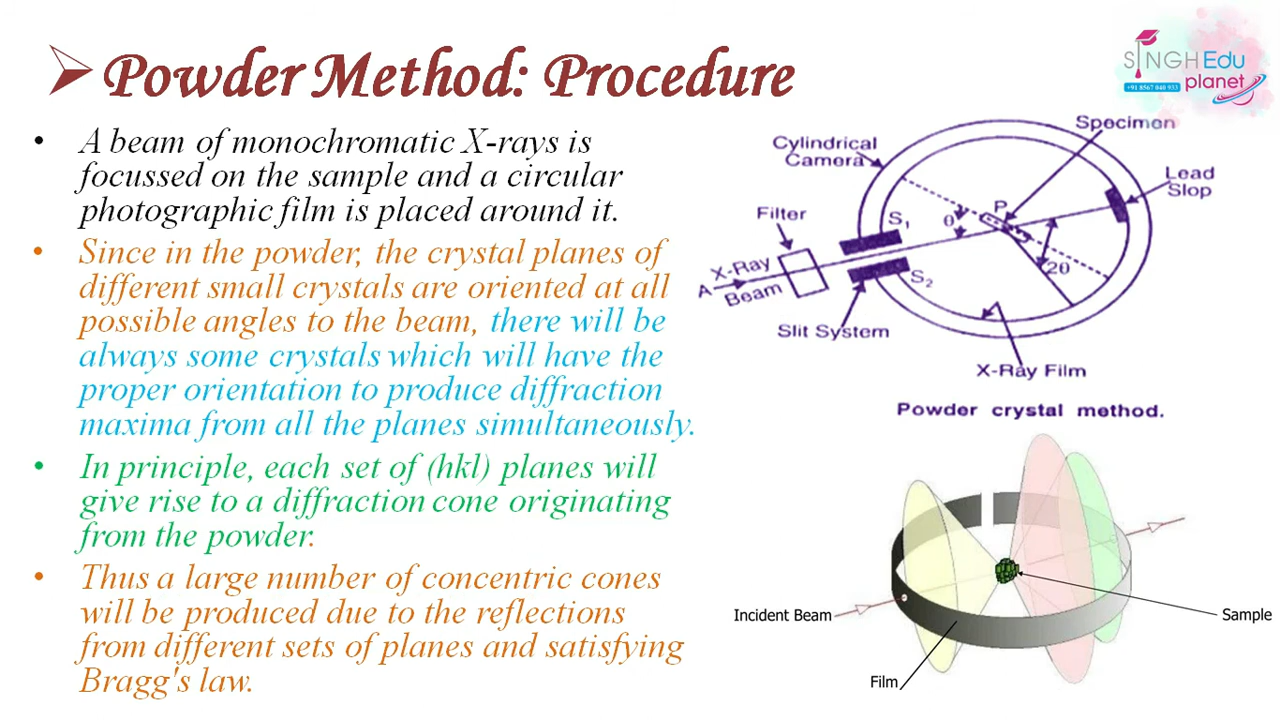 Powder Method: Procedure
SINGH Edu
planet
+91 8567 040 933
• A beam of monochromatic X-rays is
focussed on the sample and a circular
photographic film is placed around it.
• Since in the powder, the crystal planes of
different small crystals are oriented at all
possible angles to the beam, there will be
always some crystals which will have the
proper orientation to produce diffraction
maxima from all the planes simultaneously.
• In principle, each set of (hkl) planes will
give rise to a diffraction cone originating
from the powder.
• Thus a large number of concentric cones
will be produced due to the reflections
from different sets of planes and satisfying
Bragg's law.
Specimen
Cylindrical
Camera
Lead
Slop
Filter
S1
P
θ
2θ
X-Ray
A
Beam
S2
Slit System
X-Ray Film
Powder crystal method.
Incident Beam
Sample
Film